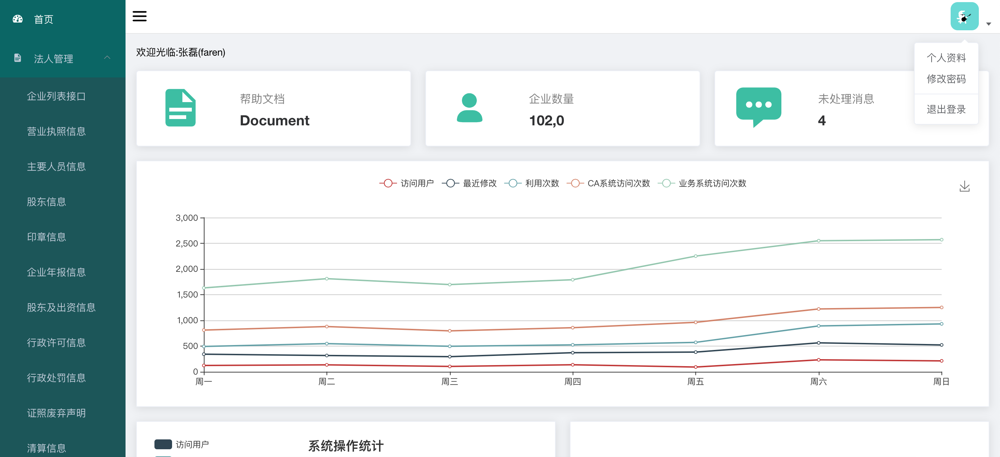 首页
法人管理
企业列表接口
营业执照信息
主要人员信息
股东信息
印章信息
企业年报信息
股东及出资信息
行政许可信息
行政处罚信息
证照废弃声明
清算信息
欢迎光临:张磊(faren)
个人资料
修改密码
退出登录
帮助文档
Document
企业数量
102,0
未处理消息
4
访问用户 最近修改 利用次数 CA系统访问次数 业务系统访问次数
3,000
2,500
2,000
1,500
1,000
500
0
周一 周二 周三 周四 周五 周六 周日
访问用户
系统操作统计